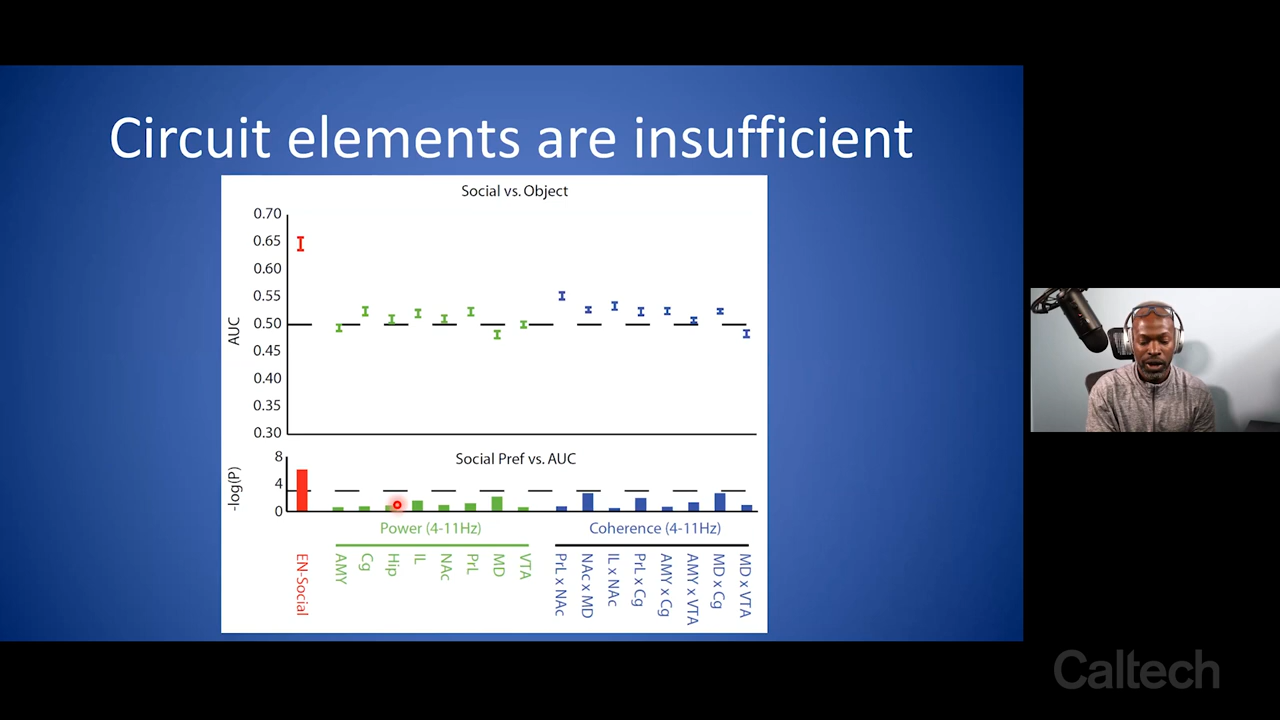 Circuit elements are insufficient
Social vs. Object
0.70
0.65
0.60
0.55
0.50
0.45
0.40
0.35
0.30
AUC
Social Pref vs. AUC
8
4
0
-log(P)
Power (4-11Hz)
Coherence (4-11Hz)
EN-Social
AMY
Cg
Hip
IL
NAc
PrL
MD
VTA
PrL x NAc
NAc x MD
IL x NAc
PrL x Cg
AMY x Cg
AMY x VTA
MD x Cg
MD x VTA
Caltech